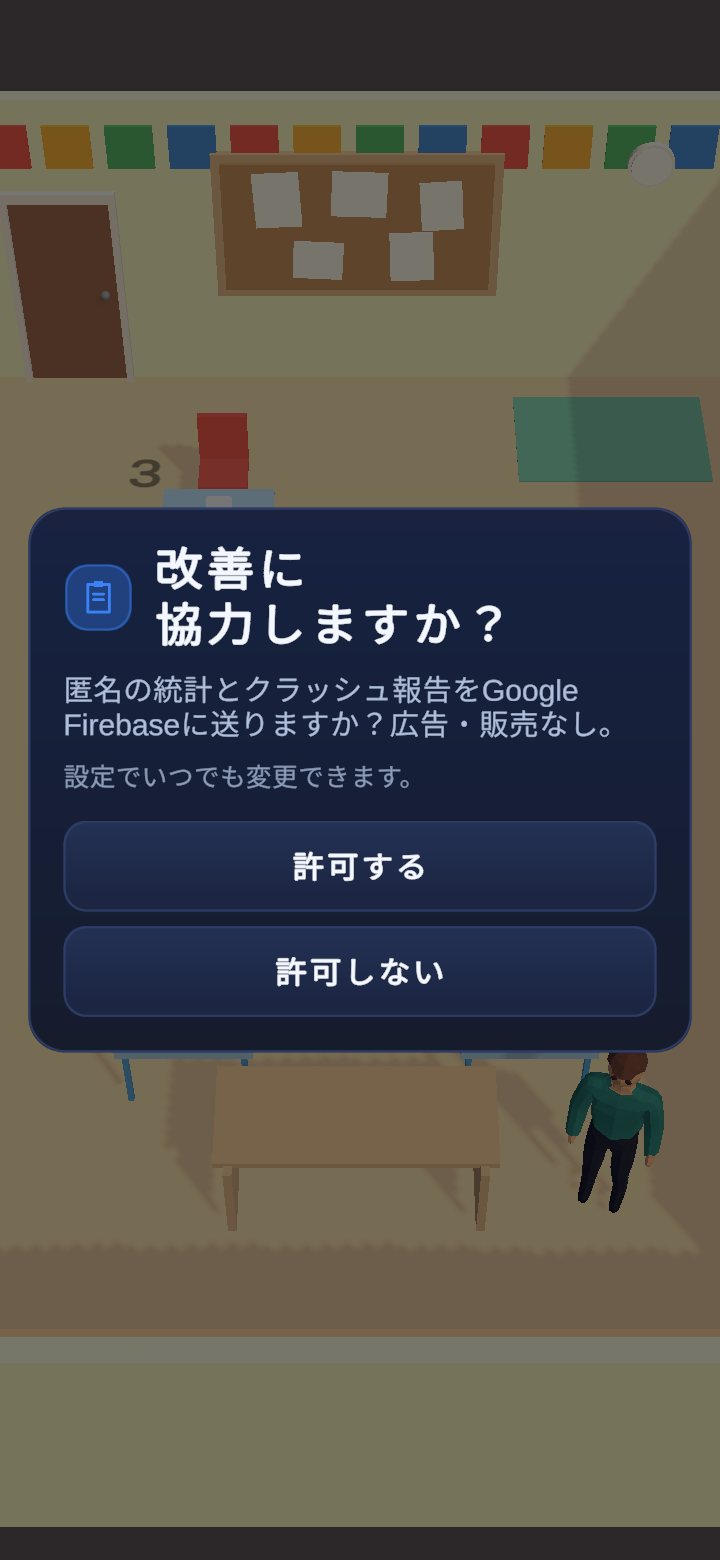 3
改善に
協力しますか？
匿名の統計とクラッシュ報告をGoogle
Firebaseに送りますか？広告・販売なし。
設定でいつでも変更できます。
許可する
許可しない